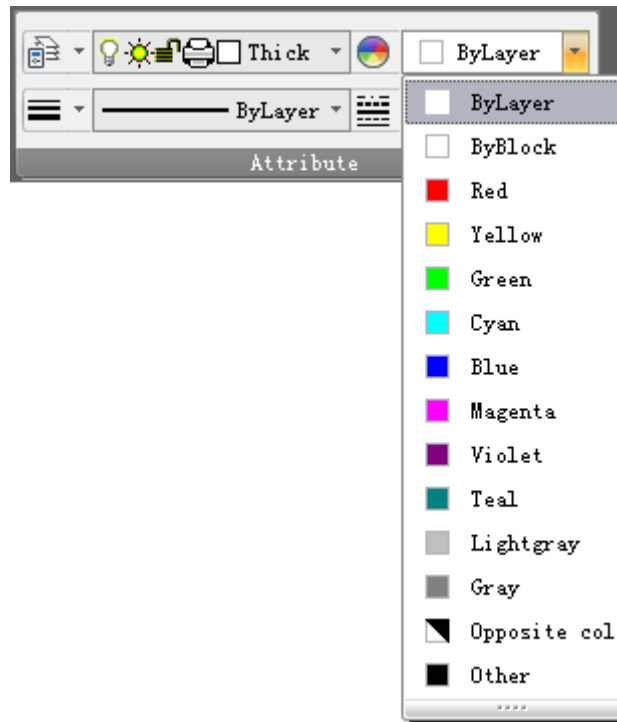 Thick
ByLayer
ByLayer
Attribute
ByLayer
ByBlock
Red
Yellow
Green
Cyan
Blue
Magenta
Violet
Teal
Lightgray
Gray
Opposite col
Other